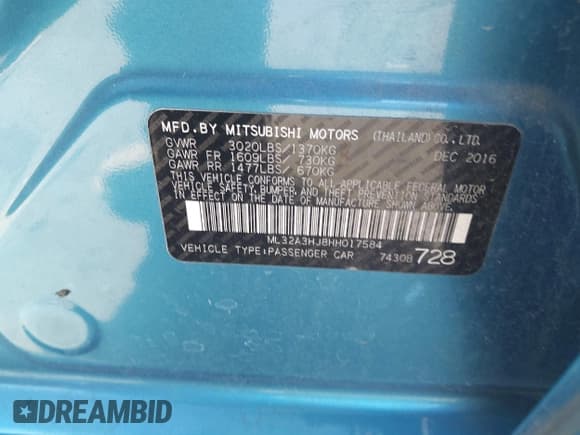 MFD.BY MITSUBISHI MOTORS (THAILAND) CO., LTD.
GVWR 3020LBS/1370KG DEC 2016
GAWR FR 1609LBS/ 730KG
GAWR RR 1477LBS/ 670KG
THIS VEHICLE CONFORMS TO ALL APPLICABLE FEDERAL MOTOR
VEHICLE SAFETY, BUMPER, AND THEFT PREVENTION STANDARDS
IN EFFECT ON THE DATE OF MANUFACTURE SHOWN ABOVE.
ML32A3HJ8HH017584
VEHICLE TYPE:PASSENGER CAR 7430B 728
DREAMBID